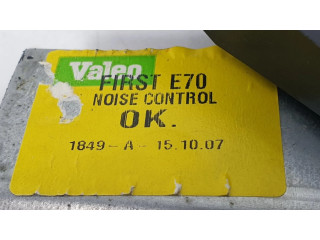 Valeo
FIRST E70
NOISE CONTROL
OK.
1849-A - 15.10.07